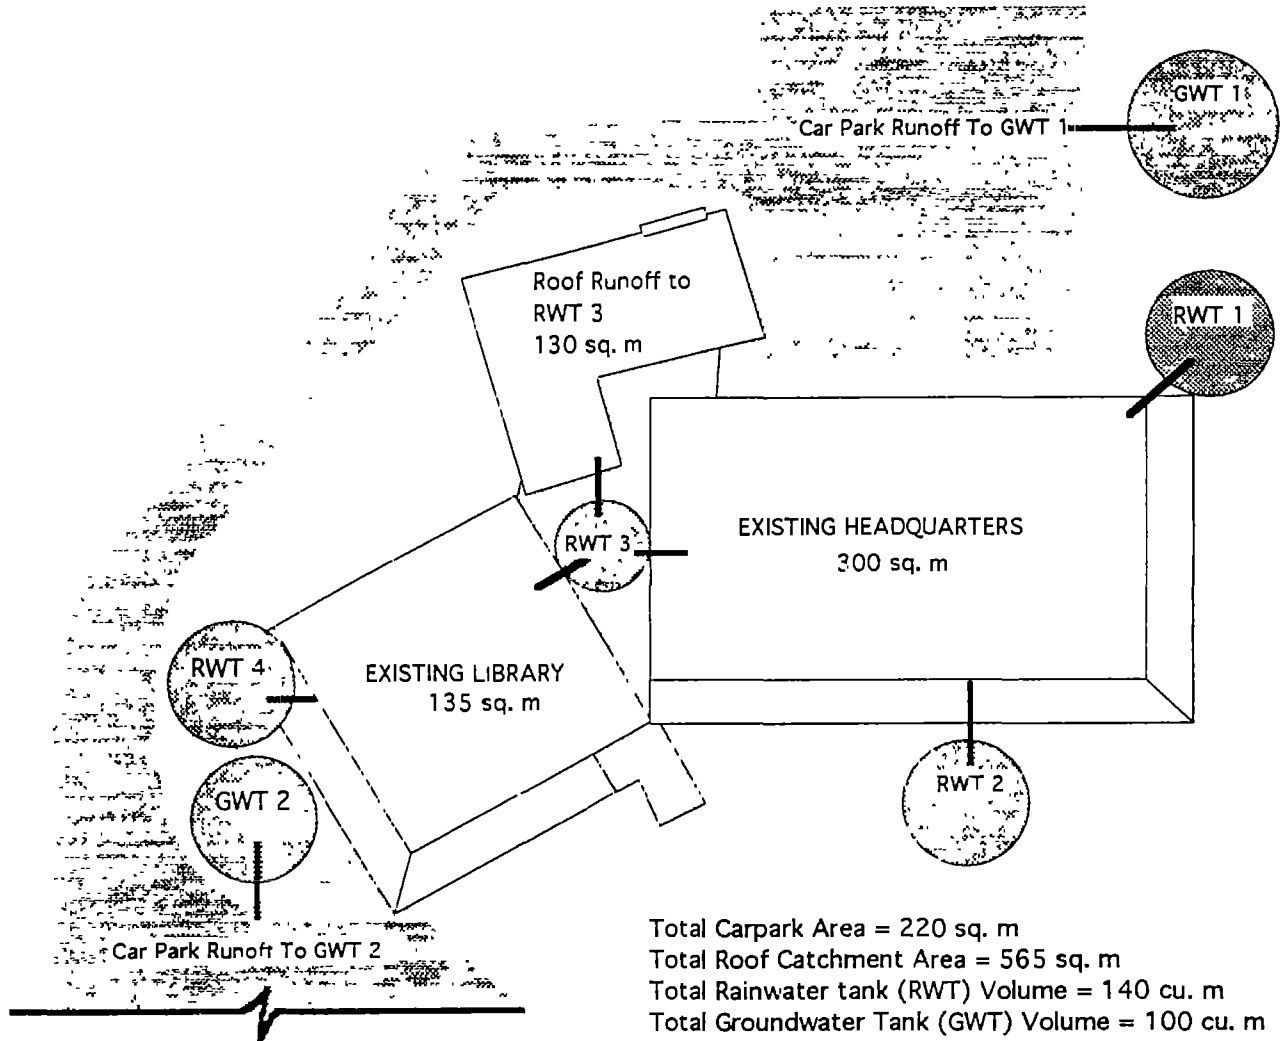 GWT 1
Car Park Runoff To GWT 1
Roof Runoff to
RWT 3
130 sq. m
RWT 1
EXISTING HEADQUARTERS
300 sq. m
RWT 3
EXISTING LIBRARY
135 sq. m
RWT 4
GWT 2
RWT 2
Car Park Runoff To GWT 2
Total Carpark Area = 220 sq. m
Total Roof Catchment Area = 565 sq. m
Total Rainwater tank (RWT) Volume = 140 cu. m
Total Groundwater Tank (GWT) Volume = 100 cu. m